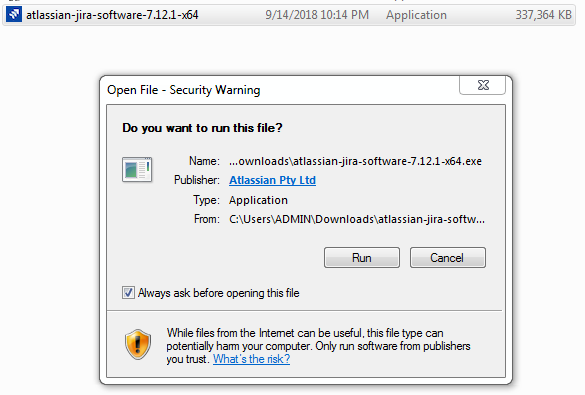 atlassian-jira-software-7.12.1-x64 9/14/2018 10:14 PM Application 337,364 KB
Open File - Security Warning
Do you want to run this file?
Name: ...ownloads\atlassian-jira-software-7.12.1-x64.exe
Publisher: Atlassian Pty Ltd
Type: Application
From: C:\Users\ADMIN\Downloads\atlassian-jira-softw...
Run Cancel
Always ask before opening this file
While files from the Internet can be useful, this file type can
potentially harm your computer. Only run software from publishers
you trust. What's the risk?